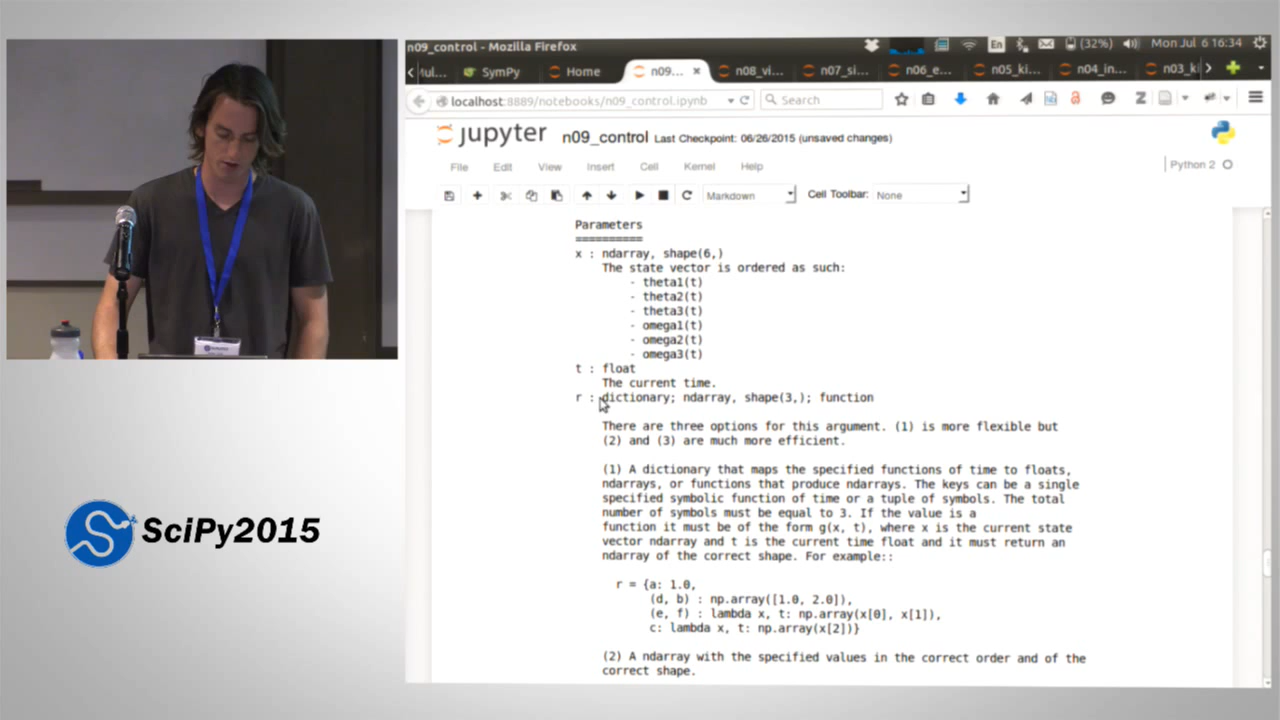 n09_control - Mozilla Firefox
En
(32%)
Mon Jul 6 16:34
SymPy
Home
n09...
n08_vi...
n07_si...
n06_e...
n05_ki...
n04_in...
n03_ki
localhost:8889/notebooks/n09_control.ipynb
Search
jupyter n09_control Last Checkpoint: 06/26/2015 (unsaved changes)
File Edit View Insert Cell Kernel Help
Python 2
Markdown
Cell Toolbar: None
Parameters
==========
x : ndarray, shape(6,)
The state vector is ordered as such:
- theta1(t)
- theta2(t)
- theta3(t)
- omega1(t)
- omega2(t)
- omega3(t)
t : float
The current time.
r : dictionary; ndarray, shape(3,); function
There are three options for this argument. (1) is more flexible but
(2) and (3) are much more efficient.
(1) A dictionary that maps the specified functions of time to floats,
ndarrays, or functions that produce ndarrays. The keys can be a single
specified symbolic function of time or a tuple of symbols. The total
number of symbols must be equal to 3. If the value is a
function it must be of the form g(x, t), where x is the current state
vector ndarray and t is the current time float and it must return an
ndarray of the correct shape. For example::
r = {a: 1.0,
(d, b) : np.array([1.0, 2.0]),
(e, f) : lambda x, t: np.array(x[0], x[1]),
c: lambda x, t: np.array(x[2])}
(2) A ndarray with the specified values in the correct order and of the
correct shape.
SciPy2015